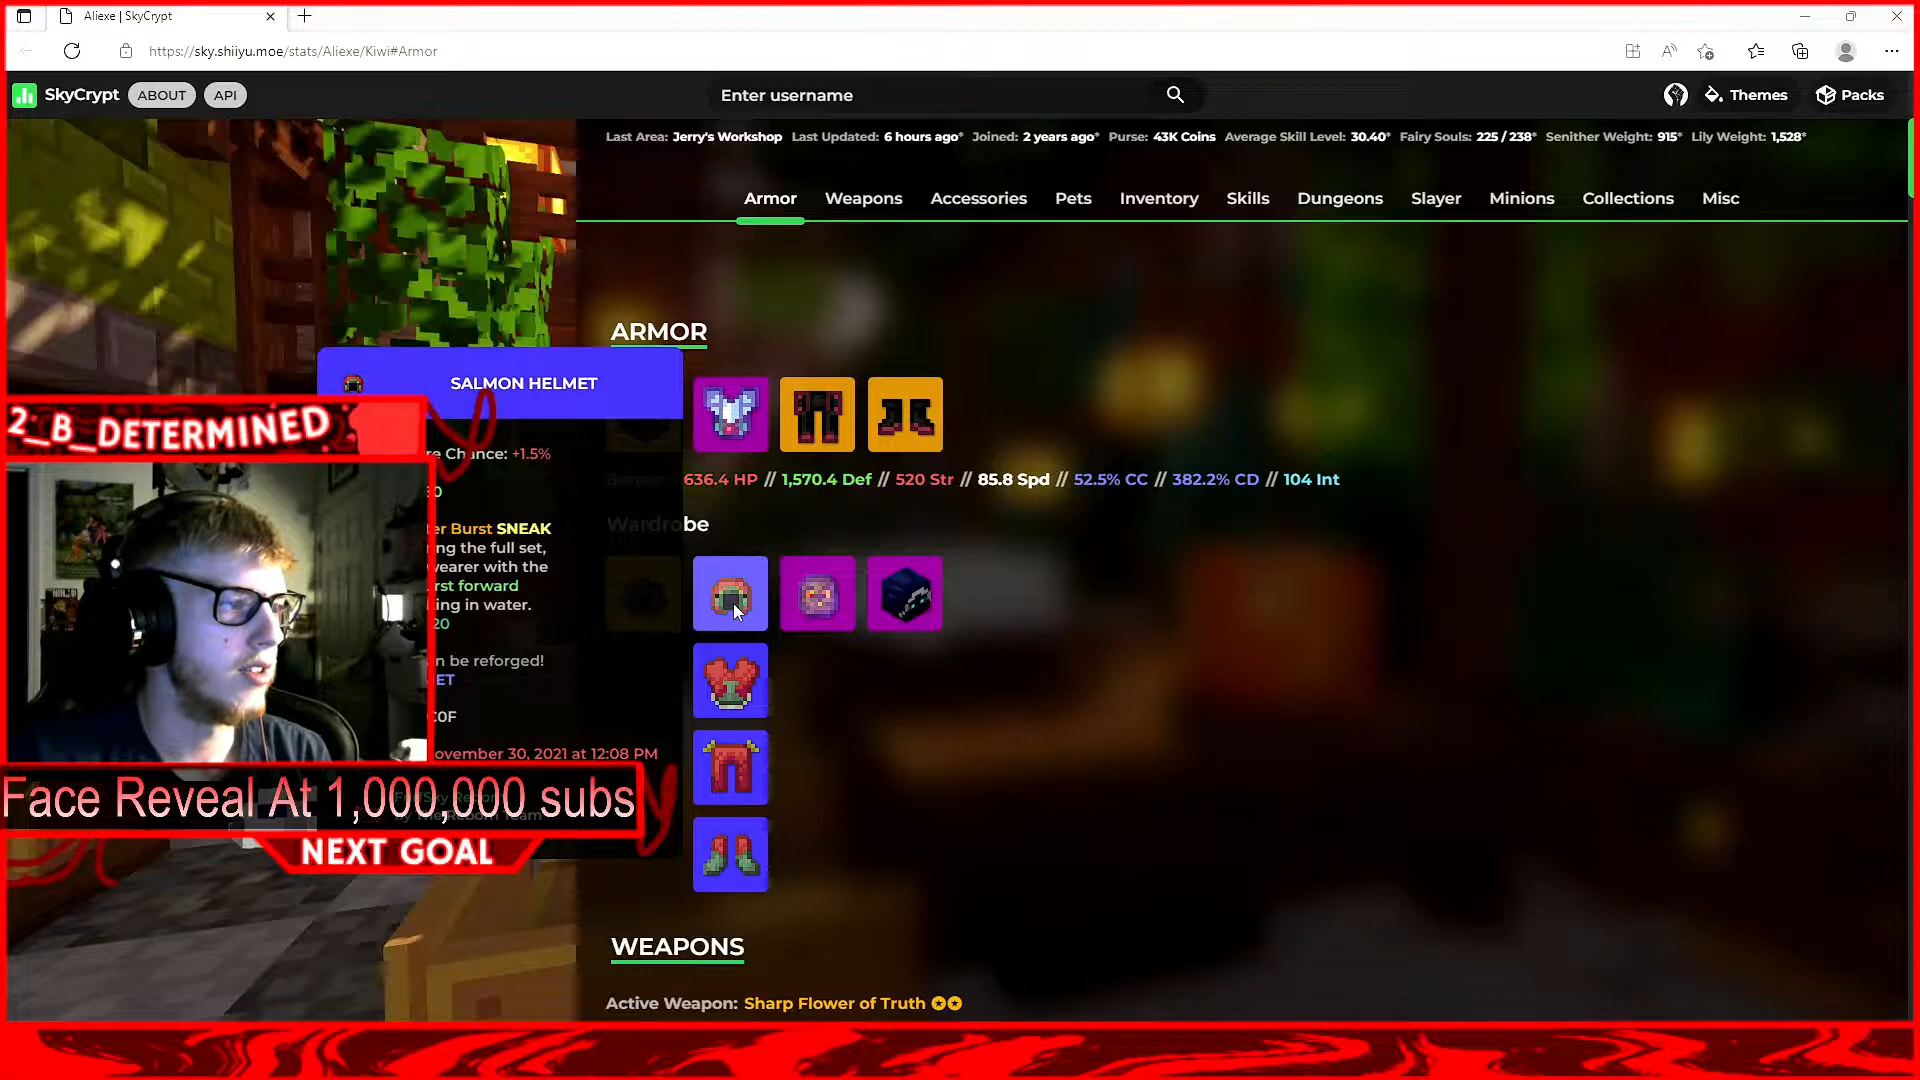 Aliexe | SkyCrypt
https://sky.shiiyu.moe/stats/Aliexe/Kiwi#Armor
SkyCrypt ABOUT API Enter username Themes Packs
Last Area: Jerry's Workshop Last Updated: 6 hours ago* Joined: 2 years ago* Purse: 43K Coins Average Skill Level: 30.40* Fairy Souls: 225 / 238* Senither Weight: 915* Lily Weight: 1,528*
Armor Weapons Accessories Pets Inventory Skills Dungeons Slayer Minions Collections Misc
ARMOR
SALMON HELMET
2_B_DETERMINED
re Chance: +1.5%
636.4 HP // 1,570.4 Def // 520 Str // 85.8 Spd // 52.5% CC // 382.2% CD // 104 Int
Wardrobe
er Burst SNEAK
ng the full set,
wearer with the
rst forward
ing in water.
20
n be reforged!
ET
C0F
ovember 30, 2021 at 12:08 PM
Face Reveal At 1,000,000 subs
NEXT GOAL
WEAPONS
Active Weapon: Sharp Flower of Truth ✪✪